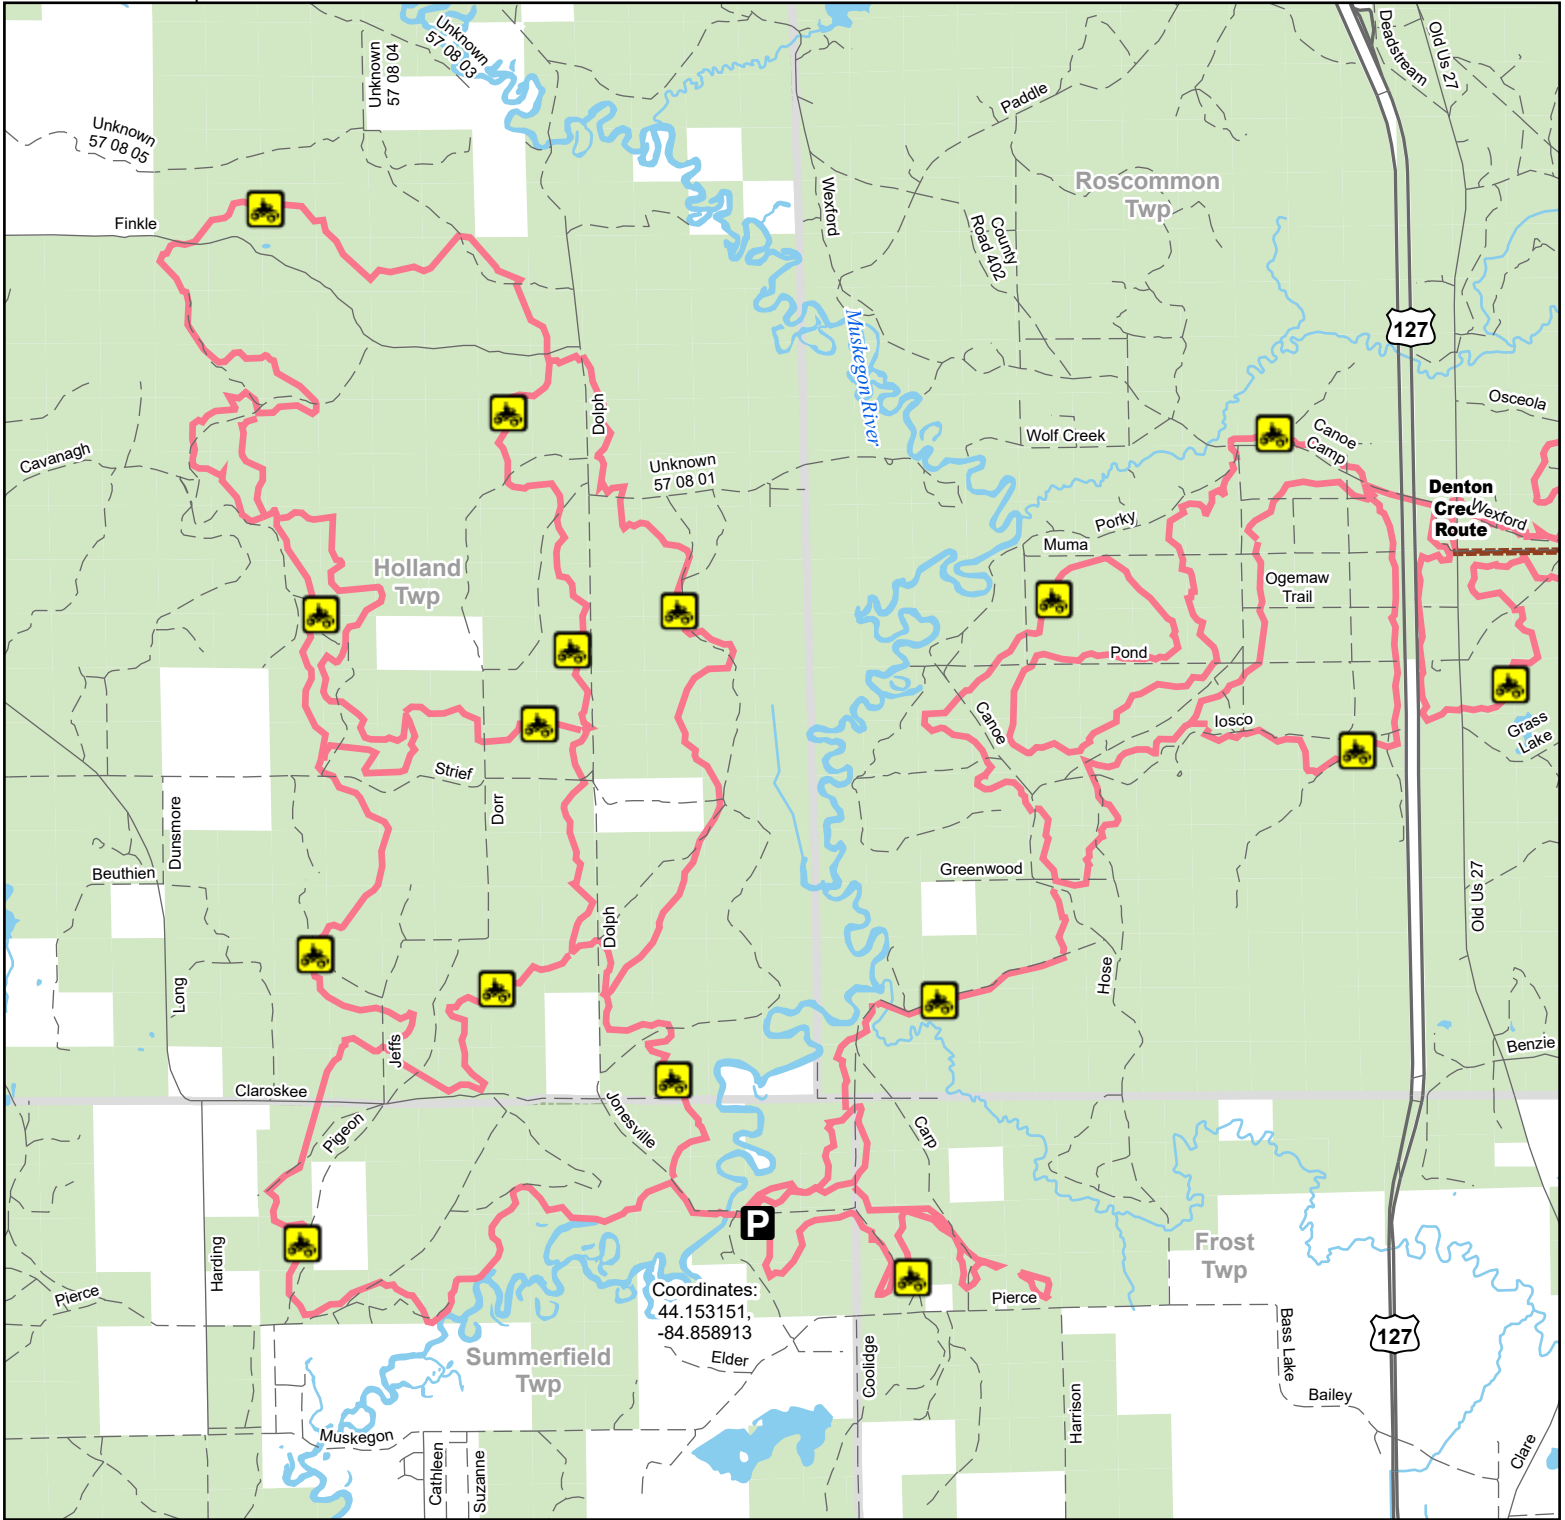 Unknown
57 08 03
Unknown
57 08 04
Deadstream
Old Us 27
Paddle
Unknown
57 08 05
Roscommon
Twp
Wexford
Finkle
County
Road 402
127
Muskegon River
Osceola
Dolph
Canoe
Camp
Wolf Creek
Cavanagh
Unknown
57 08 01
Denton
Creek
Route
Wexford
Porky
Muma
Holland
Twp
Ogemaw
Trail
Pond
Canoe
Iosco
Grass
Lake
Strief
Dorr
Dunsmore
Beuthien
Greenwood
Old Us 27
Dolph
Hose
Long
Jeffs
Benzie
Claroskee
Jonesville
Pigeon
Carp
P
Harding
Frost
Twp
Pierce
Coordinates:
44.153151,
-84.858913
Pierce
Bass Lake
127
Summerfield
Twp
Elder
Coolidge
Harrison
Bailey
Muskegon
Cathleen
Suzanne
Clare